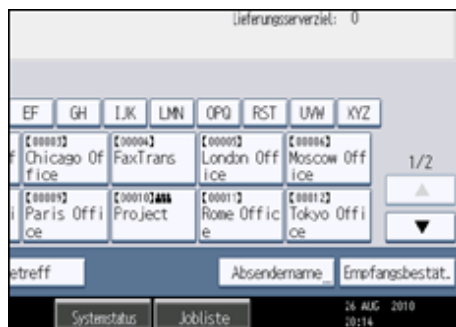 Lieferungsserverziel: 0
EF GH IJK LMN OPQ RST UVW XYZ
【00003】 【00004】 【00005】 【00006】
f Chicago Of FaxTrans London Off Moscow Off
fice ice ice
1/2
【00009】 【00010】 【00011】 【00012】
i Paris Offi Project Rome Offic Tokyo Offi
ce e ce
▲
▼
etreff Absendername_ Empfangsbestät.
Systemstatus Jobliste 26 AUG 2010
20:14